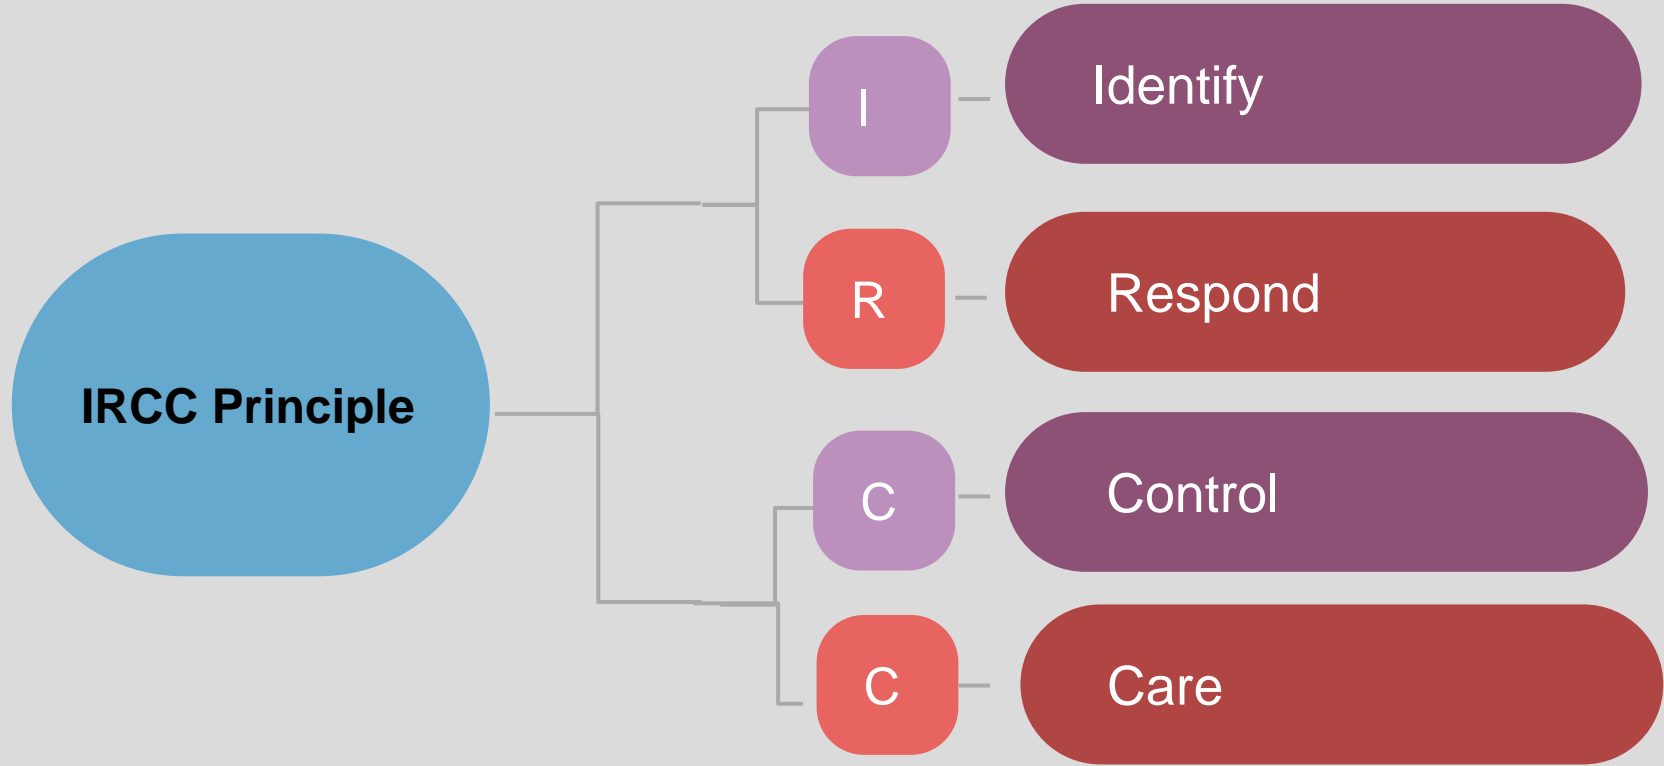 IRCC Principle
I
Identify
R
Respond
C
Control
C
Care